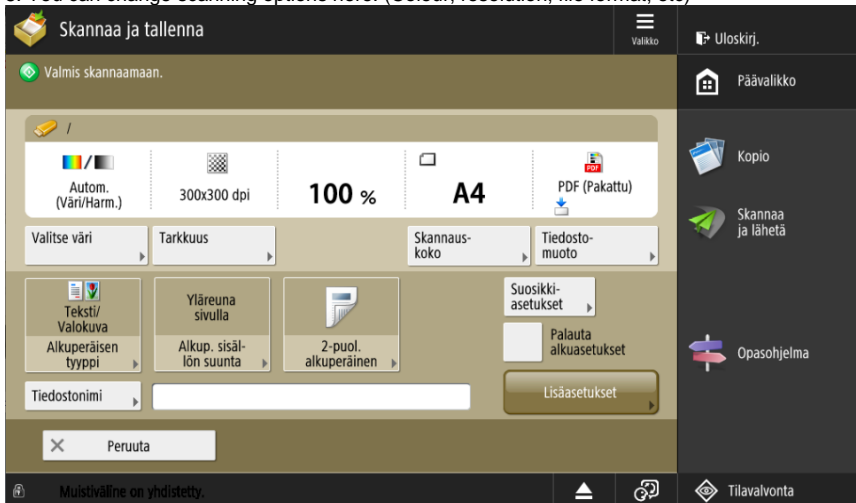 You can change scanning options here. (Colour, resolution, file format, etc)
Skannaa ja tallenna
Valikko
Uloskirj.
Valmis skannaamaan.
Päävalikko
/
Autom.
(Väri/Harm.)
300x300 dpi
100 %
A4
PDF
PDF (Pakattu)
Kopio
Skannaa
ja lähetä
Valitse väri
Tarkkuus
Skannaus-
koko
Tiedosto-
muoto
Teksti/
Valokuva
Alkuperäisen
tyyppi
Yläreuna
sivulla
Alkup. sisäl-
lön suunta
2-puol.
alkuperäinen
Suosikki-
asetukset
Palauta
alkuasetukset
Opasohjelma
Tiedostonimi
Lisäasetukset
Peruuta
Muistiväline on yhdistetty.
Tilavalvonta